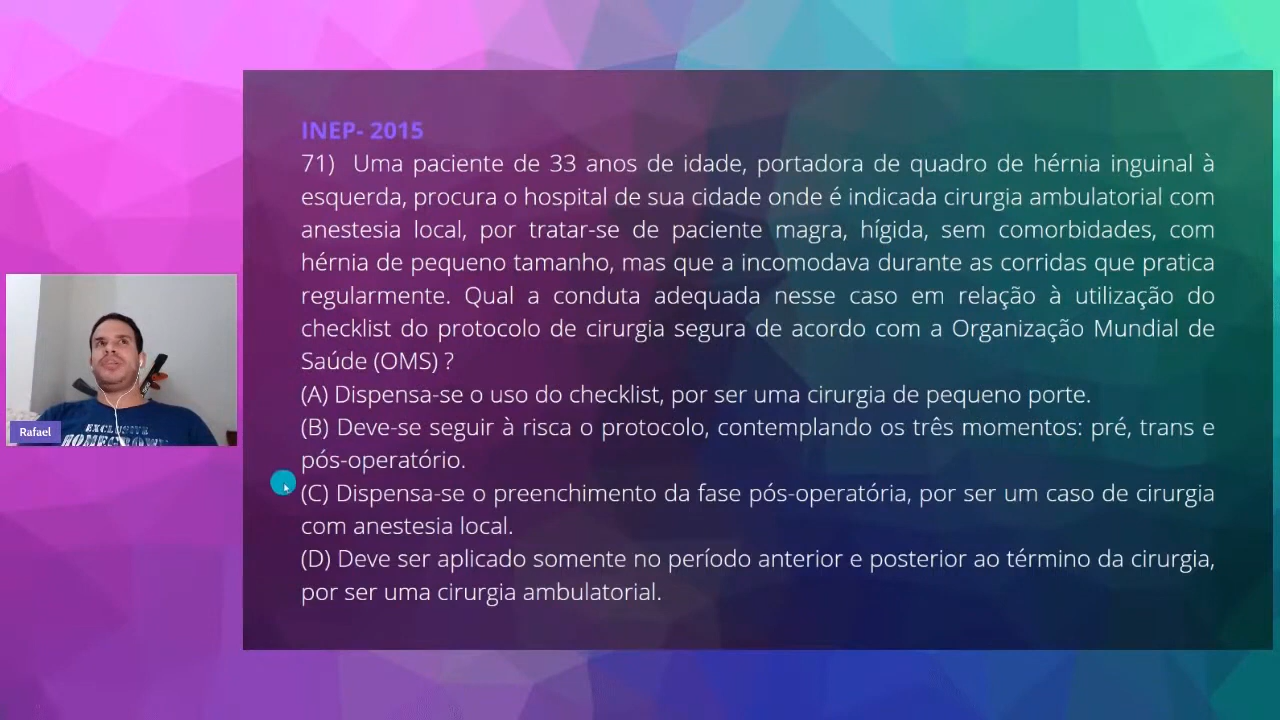 INEP- 2015
71) Uma paciente de 33 anos de idade, portadora de quadro de hérnia inguinal à
esquerda, procura o hospital de sua cidade onde é indicada cirurgia ambulatorial com
anestesia local, por tratar-se de paciente magra, hígida, sem comorbidades, com
hérnia de pequeno tamanho, mas que a incomodava durante as corridas que pratica
regularmente. Qual a conduta adequada nesse caso em relação à utilização do
checklist do protocolo de cirurgia segura de acordo com a Organização Mundial de
Saúde (OMS) ?
(A) Dispensa-se o uso do checklist, por ser uma cirurgia de pequeno porte.
(B) Deve-se seguir à risca o protocolo, contemplando os três momentos: pré, trans e
pós-operatório.
(C) Dispensa-se o preenchimento da fase pós-operatória, por ser um caso de cirurgia
com anestesia local.
(D) Deve ser aplicado somente no período anterior e posterior ao término da cirurgia,
por ser uma cirurgia ambulatorial.
Rafael
EXCLUSIVE
HOMEGROWN